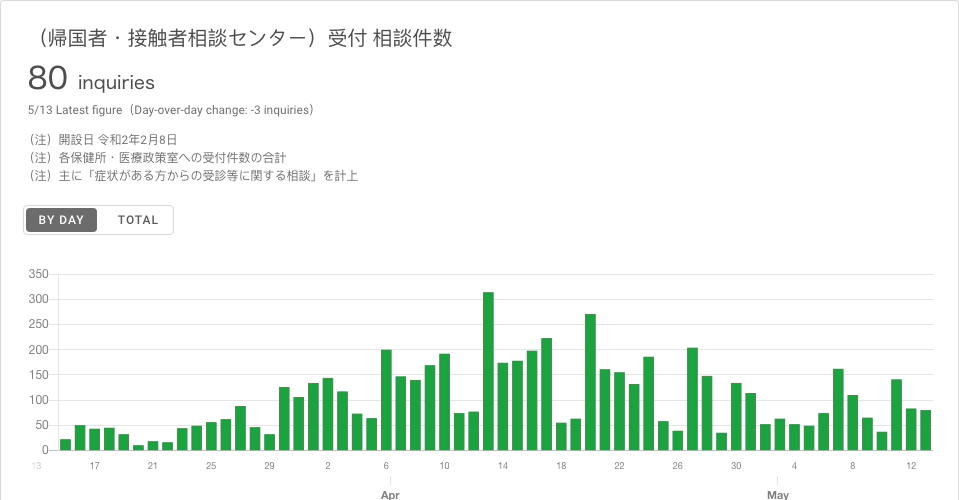 （帰国者・接触者相談センター）受付 相談件数
80 inquiries
5/13 Latest figure（Day-over-day change: -3 inquiries）
（注）開設日 令和2年2月8日
（注）各保健所・医療政策室への受付件数の合計
（注）主に「症状がある方からの受診等に関する相談」を計上
BY DAY TOTAL
350
300
250
200
150
100
50
0
13 17 21 25 29 2 6 10 14 18 22 26 30 4 8 12
Apr May